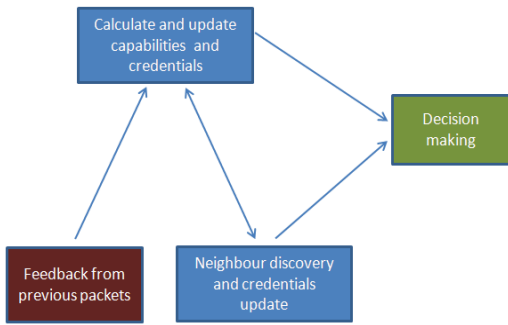 Calculate and update
capabilities and
credentials
Decision
making
Feedback from
previous packets
Neighbour discovery
and credentials
update